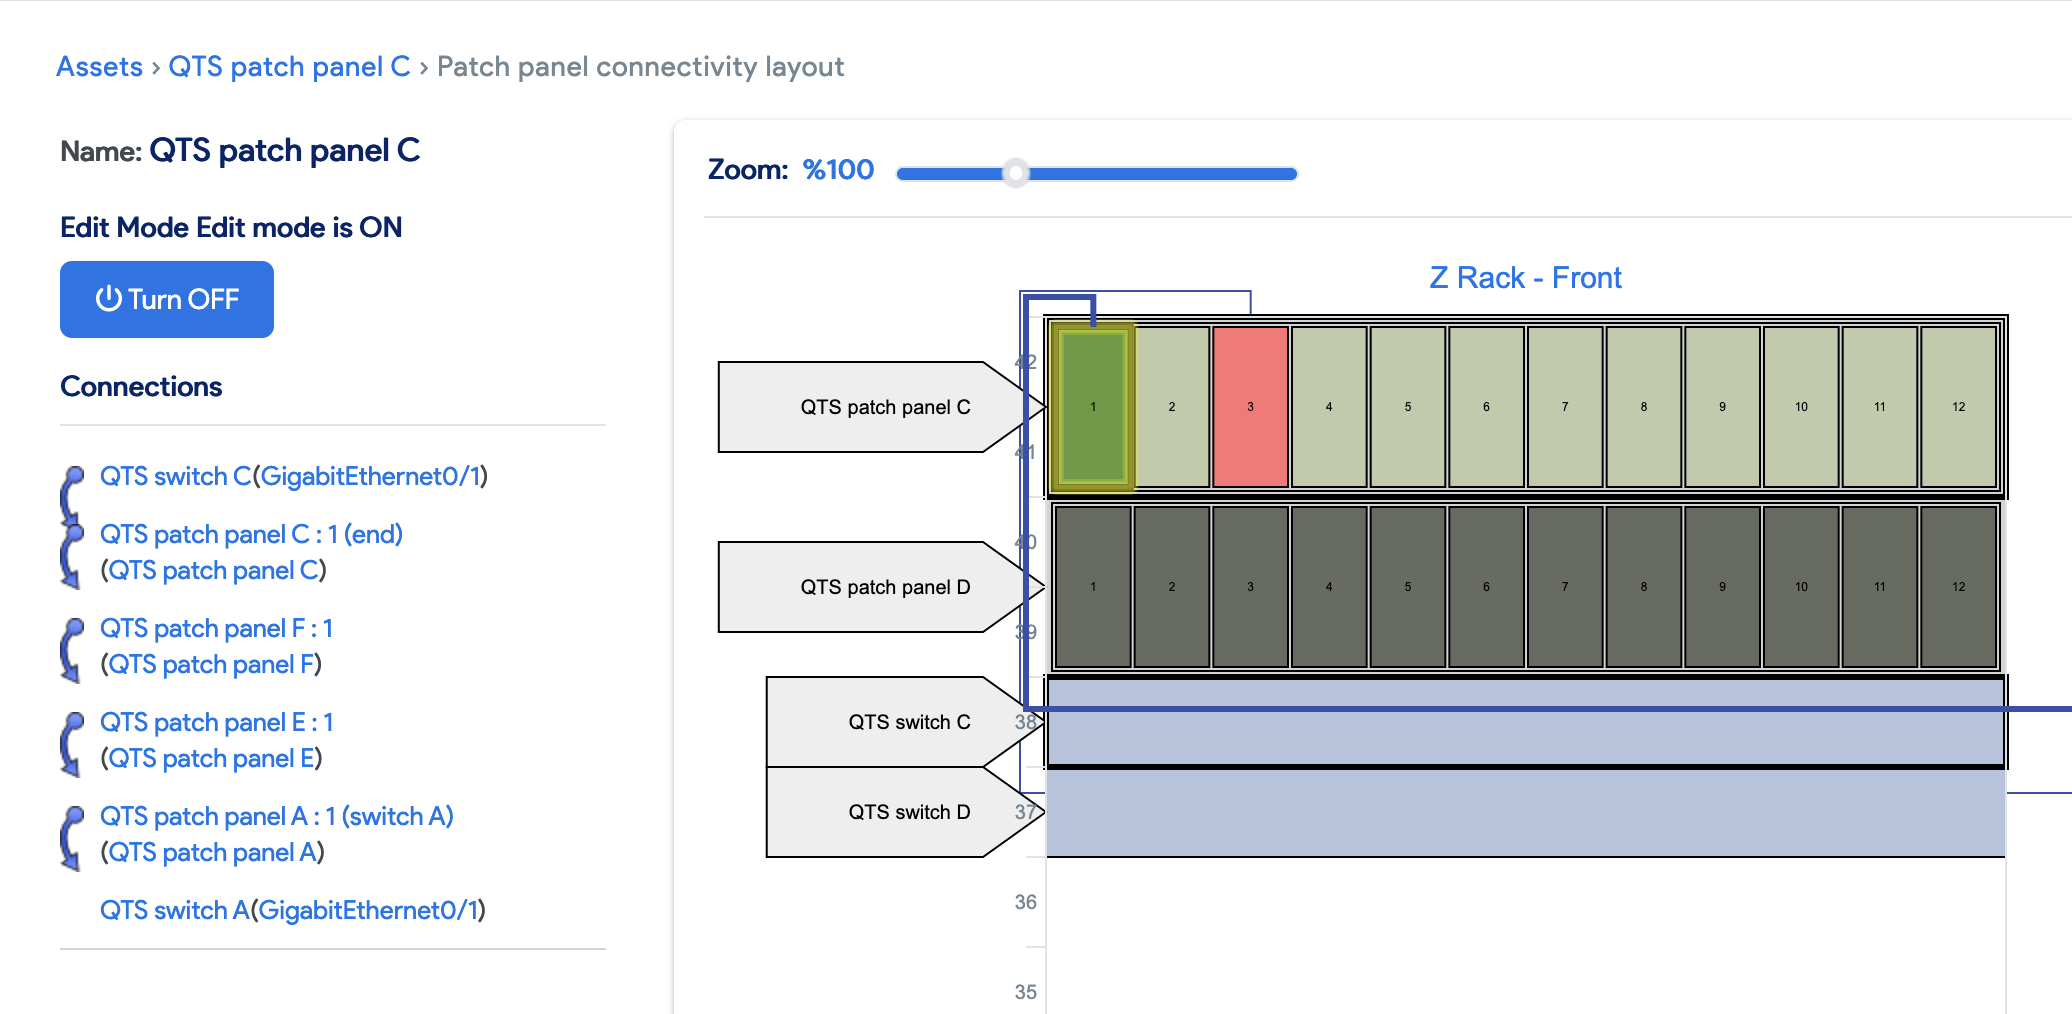 Assets › QTS patch panel C › Patch panel connectivity layout
Name: QTS patch panel C
Edit Mode Edit mode is ON
Turn OFF
Connections
QTS switch C(GigabitEthernet0/1)
QTS patch panel C : 1 (end)
(QTS patch panel C)
QTS patch panel F : 1
(QTS patch panel F)
QTS patch panel E : 1
(QTS patch panel E)
QTS patch panel A : 1 (switch A)
(QTS patch panel A)
QTS switch A(GigabitEthernet0/1)
Zoom: %100
Z Rack - Front
42
QTS patch panel C
1 2 3 4 5 6 7 8 9 10 11 12
41
40
QTS patch panel D
1 2 3 4 5 6 7 8 9 10 11 12
39
QTS switch C 38
QTS switch D 37
36
35